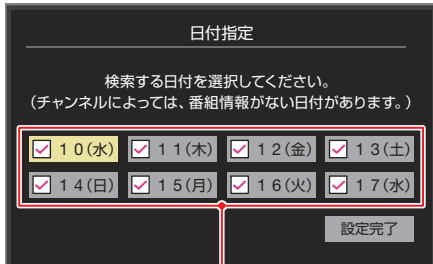 日付指定
検索する日付を選択してください。
（チャンネルによっては、番組情報がない日付があります。）
１０(水) １１(木) １２(金) １３(土)
１４(日) １５(月) １６(火) １７(水)
設定完了